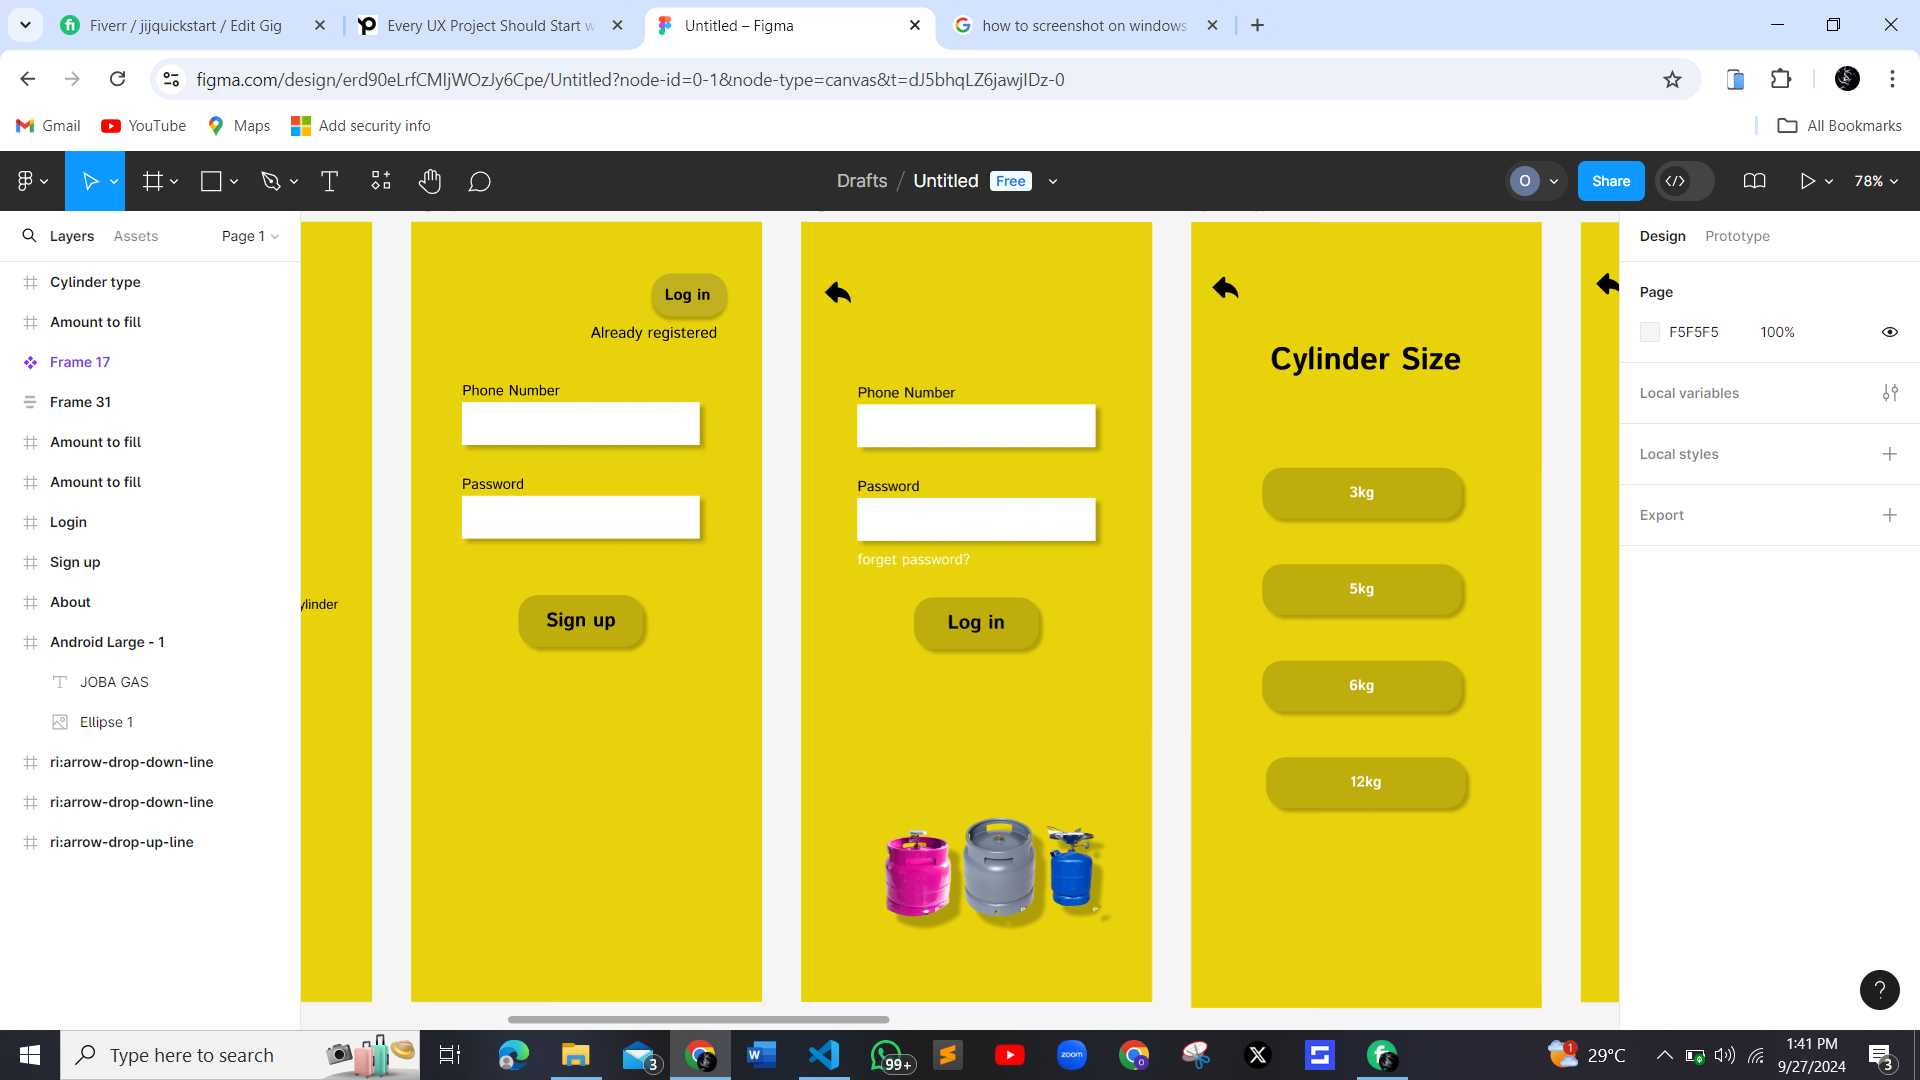 Fiverr / jijquickstart / Edit Gig
Every UX Project Should Start w
Untitled – Figma
how to screenshot on windows
figma.com/design/erd90eLrfCMIjWOzJy6Cpe/Untitled?node-id=0-1&node-type=canvas&t=dJ5bhqLZ6jawjIDz-0
Gmail
YouTube
Maps
Add security info
All Bookmarks
Drafts / Untitled
Free
O
Share
78%
Layers
Assets
Page 1
Cylinder type
Amount to fill
Frame 17
Frame 31
Amount to fill
Amount to fill
Login
Sign up
About
Android Large - 1
JOBA GAS
Ellipse 1
ri:arrow-drop-down-line
ri:arrow-drop-down-line
ri:arrow-drop-up-line
ylinder
Log in
Already registered
Phone Number
Password
Sign up
Phone Number
Password
forget password?
Log in
Cylinder Size
3kg
5kg
6kg
12kg
Design
Prototype
Page
F5F5F5
100%
Local variables
Local styles
Export
?
Type here to search
3
99+
zoom
1
29°C
1:41 PM
9/27/2024
3